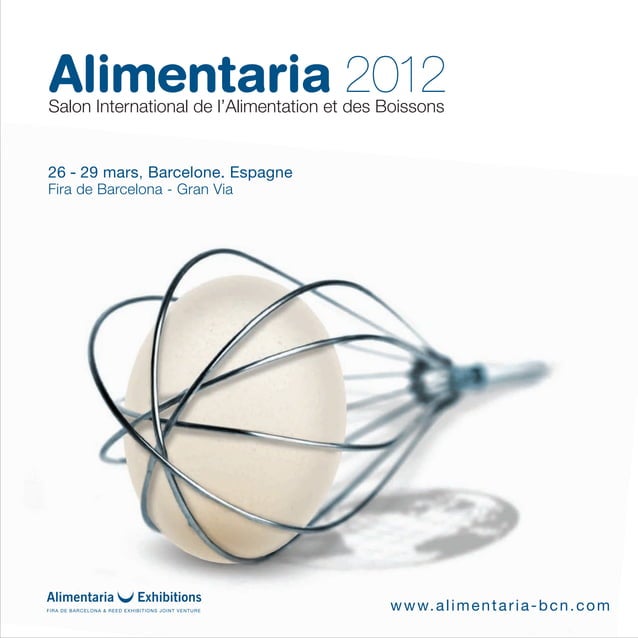 Alimentaria 2012
Salon International de l'Alimentation et des Boissons
26 - 29 mars, Barcelone. Espagne
Fira de Barcelona - Gran Via
Alimentaria Exhibitions
FIRA DE BARCELONA & REED EXHIBITIONS JOINT VENTURE
www.alimentaria-bcn.com